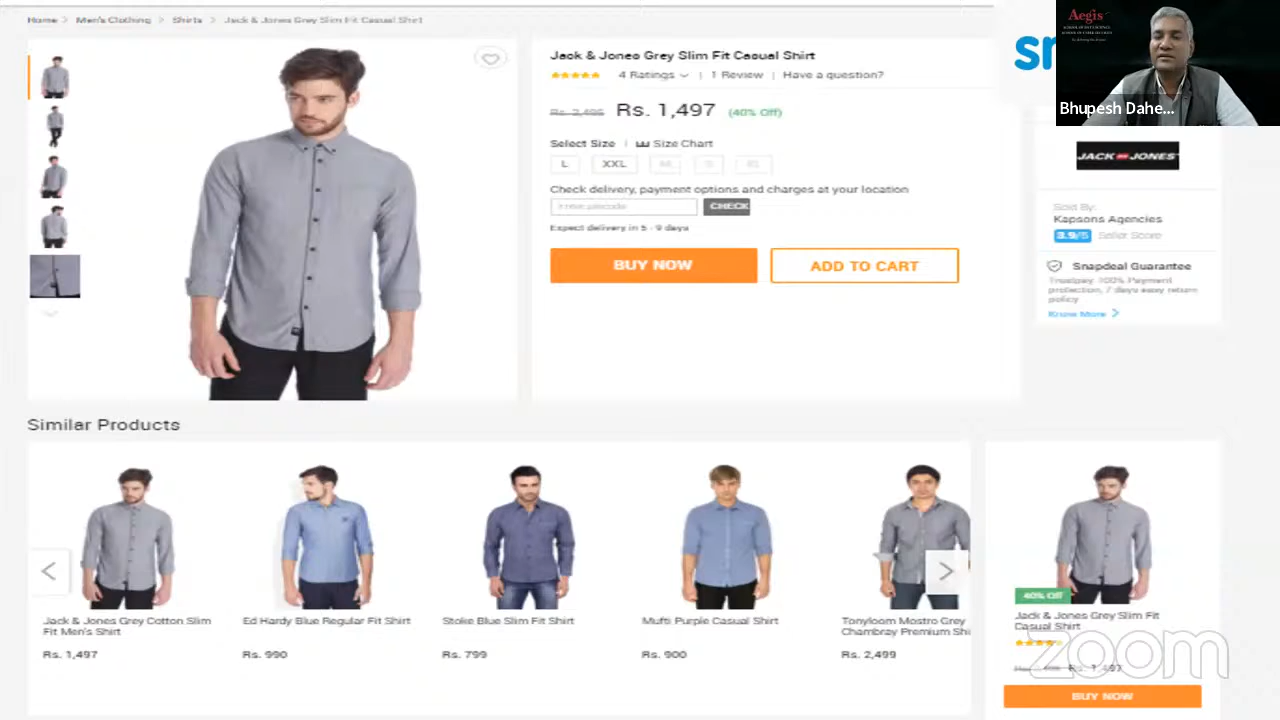 Home > Men's Clothing > Shirts > Jack & Jones Grey Slim Fit Casual Shirt
Jack & Jones Grey Slim Fit Casual Shirt
4 Ratings | 1 Review | Have a question?
Rs. 2,495 Rs. 1,497 (40% Off)
Select Size | Size Chart
L XXL M S XL
Check delivery, payment options and charges at your location
Enter pincode CHECK
Expect delivery in 5 - 9 days
BUY NOW ADD TO CART
sn
Aegis
Bhupesh Dahe...
JACK JONES
Sold By:
Kapsons Agencies
3.9/5 Seller Score
Snapdeal Guarantee
Trustpay: 100% Payment
protection, 7 days easy return
policy
Know More >
Similar Products
Jack & Jones Grey Cotton Slim
Fit Men's Shirt
Rs. 1,497
Ed Hardy Blue Regular Fit Shirt
Rs. 990
Stoke Blue Slim Fit Shirt
Rs. 799
Mufti Purple Casual Shirt
Rs. 900
Tonyloom Mostro Grey
Chambray Premium Shi
Rs. 2,499
40% Off
Jack & Jones Grey Slim Fit
Casual Shirt
Rs. 1,497
BUY NOW
zoom